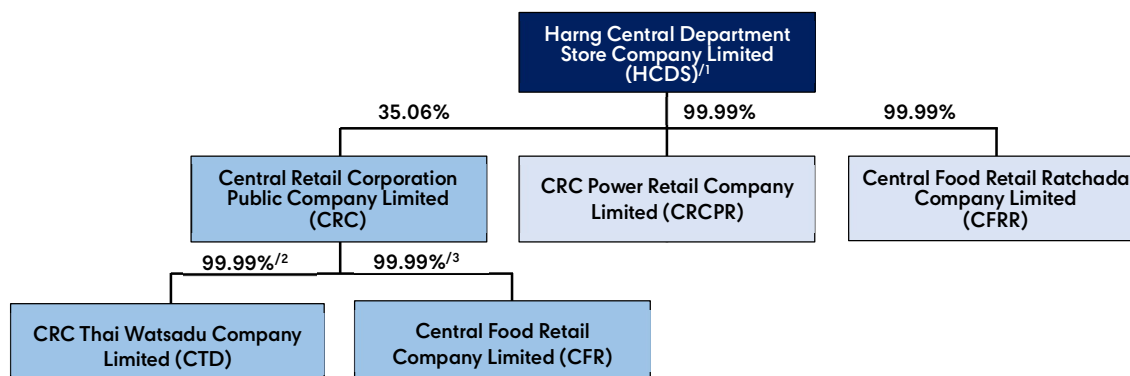 Harng Central Department
Store Company Limited
(HCDS)/1
35.06%
99.99%
99.99%
Central Retail Corporation
Public Company Limited
(CRC)
CRC Power Retail Company
Limited (CRCPR)
Central Food Retail Ratchada
Company Limited
(CFRR)
99.99%/2
99.99%/3
CRC Thai Watsadu Company
Limited (CTD)
Central Food Retail
Company Limited (CFR)